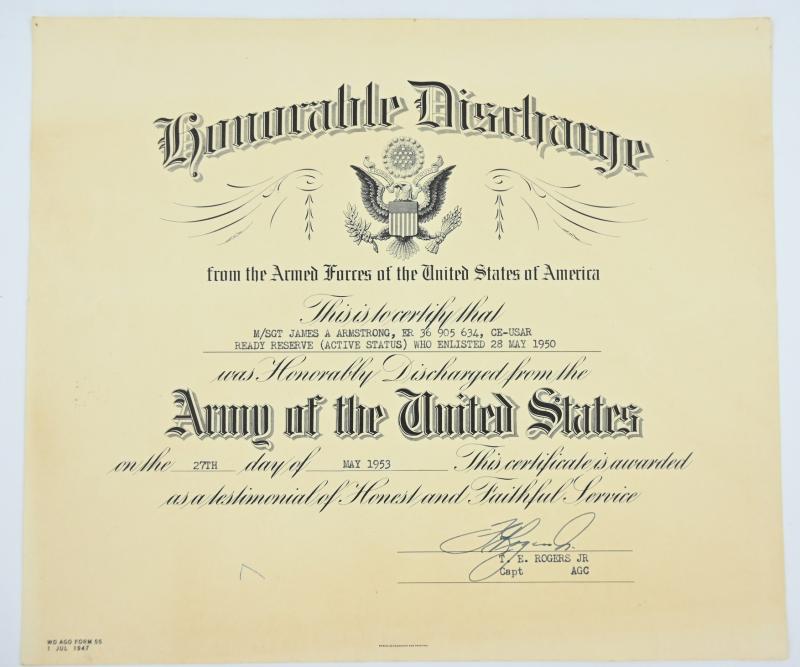 Honorable Discharge
from the Armed Forces of the United States of America
This is to certify that
M/SGT JAMES A ARMSTRONG, ER 36 905 634, CE-USAR
READY RESERVE (ACTIVE STATUS) WHO ENLISTED 28 MAY 1950
was Honorably Discharged from the
Army of the United States
on the 27TH day of MAY 1953 This certificate is awarded
as a testimonial of Honest and Faithful Service
T. E. ROGERS JR
Capt AGC
WD AGO FORM 55
1 JUL 1947